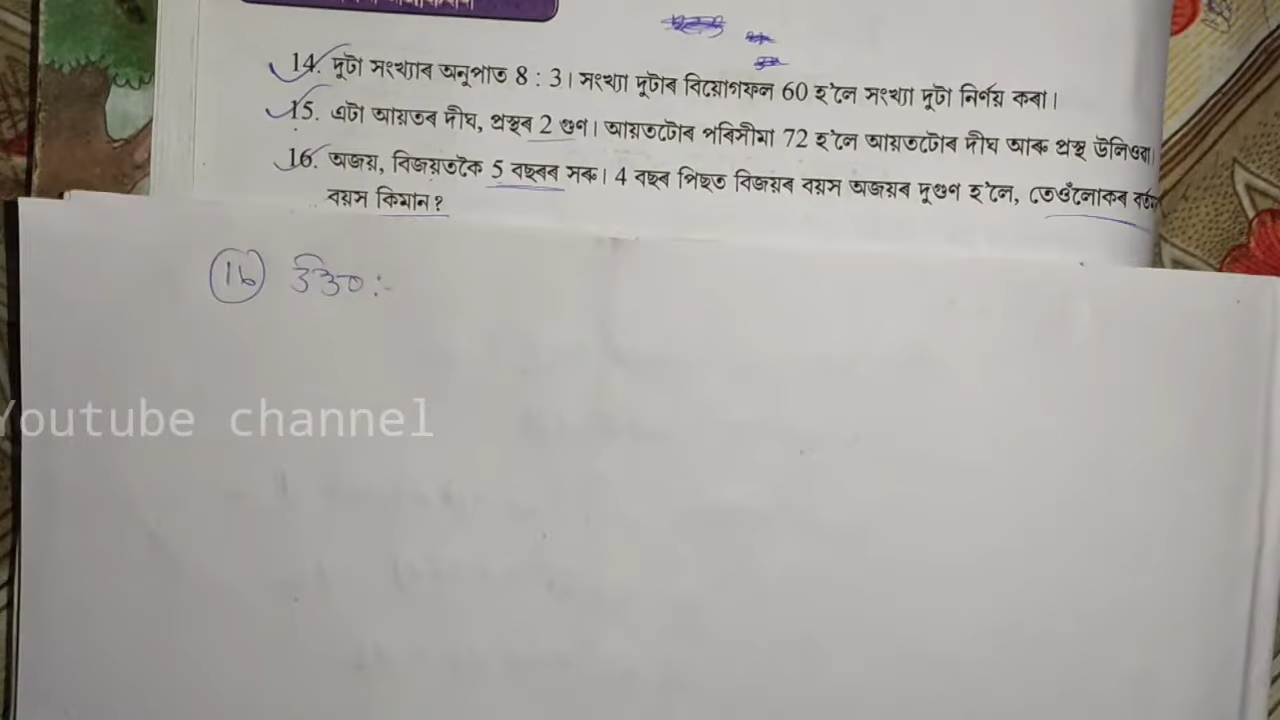 14. দুটা সংখ্যাৰ অনুপাত 8 : 3। সংখ্যা দুটাৰ বিয়োগফল 60 হ'লে সংখ্যা দুটা নিৰ্ণয় কৰা।
15. এটা আয়তৰ দীঘ, প্ৰস্থৰ 2 গুণ। আয়তটোৰ পৰিসীমা 72 হ'লে আয়তটোৰ দীঘ আৰু প্ৰস্থ উলিওৱা।
16. অজয়, বিজয়তকৈ 5 বছৰৰ সৰু। 4 বছৰ পিছত বিজয়ৰ বয়স অজয়ৰ দুগুণ হ'লে, তেওঁলোকৰ
বয়স কিমান?
16 উত্তৰ :-
Youtube channel